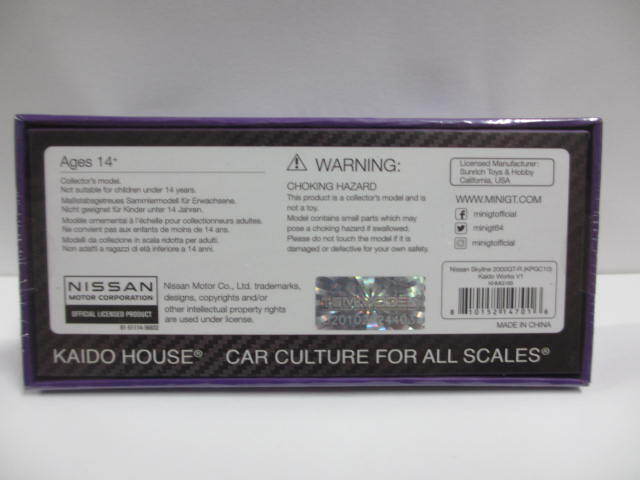 Ages 14+
Collector's model.
Not suitable for children under 14 years.
Maßstabsgetreues Sammlermodell für Erwachsene.
Nicht geeignet für Kinder unter 14 Jahren.
Modèle ornemental à l'échelle pour collectionneurs adultes.
Ne convient pas aux enfants de moins de 14 ans.
Modelli da collezione in scala ridotta per adulti.
Non adatti a ragazzi di età inferiore a 14 anni.
⚠ WARNING:
CHOKING HAZARD
This product is a collector's model and is
not a toy.
Model contains small parts which may
pose a choking hazard if swallowed.
Please do not touch the model if it is
damaged or defective for your own safety.
Licensed Manufacturer:
Sunrich Toys & Hobby
California, USA
WWW.MINIGT.COM
minigtofficial
minigt64
minigtofficial
NISSAN
MOTOR CORPORATION
OFFICIAL LICENSED PRODUCT
Nissan Motor Co., Ltd. trademarks,
designs, copyrights and/or
other intellectual property rights
are used under license.
Nissan Skyline 2000GT-R (KPGC10)
Kaido Works V1
8 10152 14701 6
MADE IN CHINA
KAIDO HOUSE® CAR CULTURE FOR ALL SCALES®